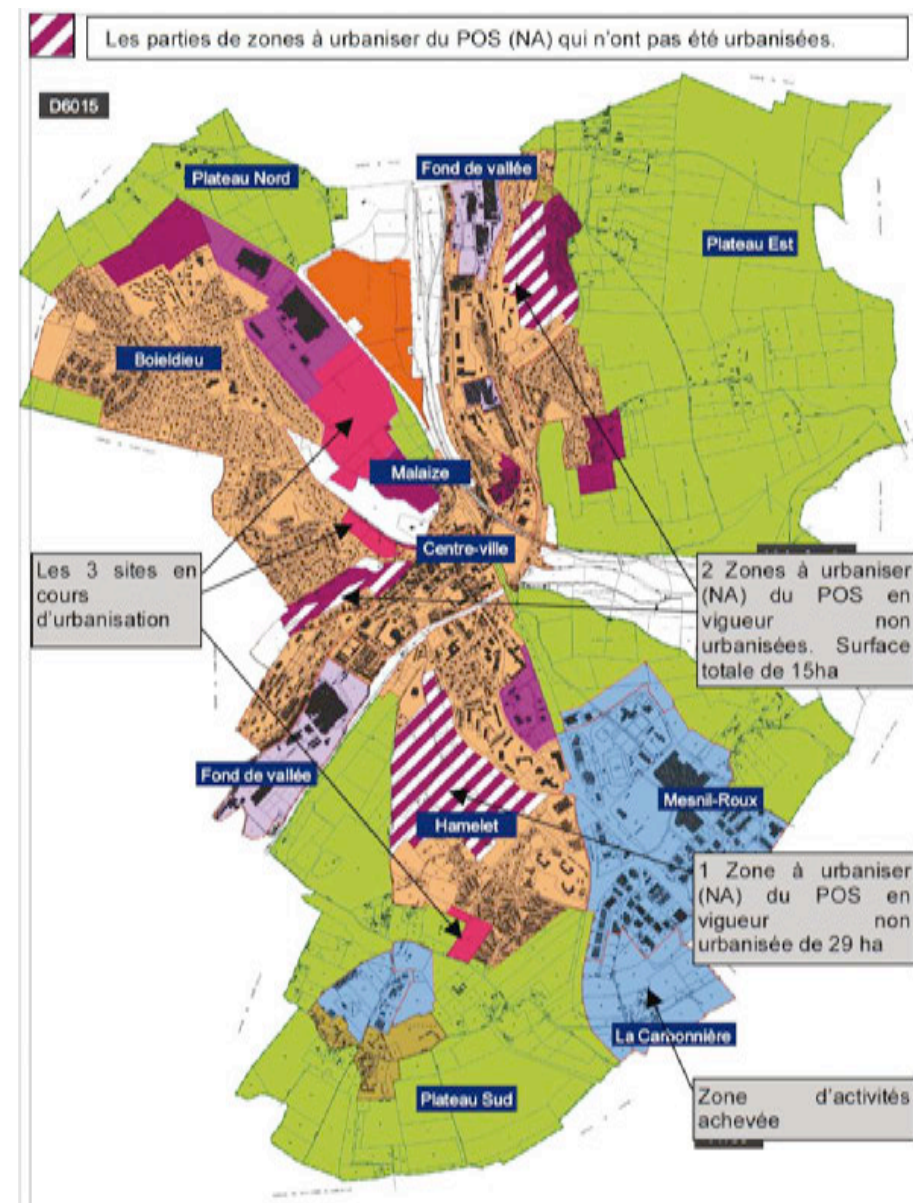 Les parties de zones à urbaniser du POS (NA) qui n'ont pas été urbanisées.
D6015
Plateau Nord
Fond de vallée
Plateau Est
Boieldieu
Malaize
Centre-ville
Les 3 sites en
cours
d'urbanisation
2 Zones à urbaniser
(NA) du POS en
vigueur non
urbanisées. Surface
totale de 15ha
Fond de vallée
Mesnil-Roux
Hamelet
1 Zone à urbaniser
(NA) du POS en
vigueur non
urbanisée de 29 ha
La Carbonnière
Plateau Sud
Zone d'activités
achevée